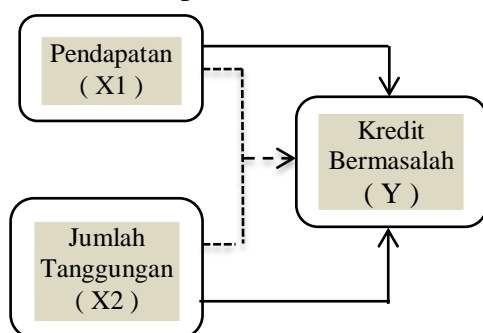 Pendapatan
( X1 )
Kredit
Bermasalah
( Y )
Jumlah
Tanggungan
( X2 )